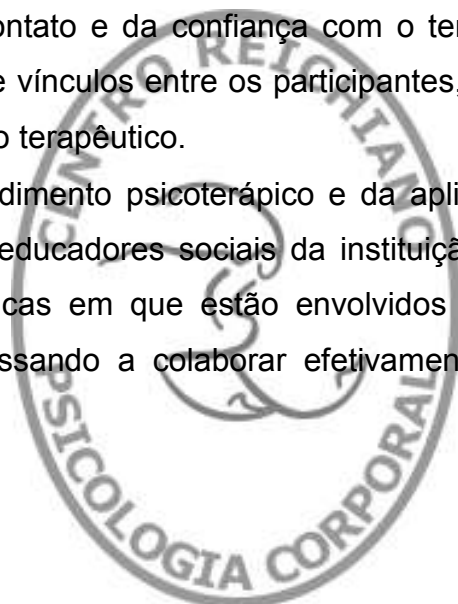 ontato e da confiança com o ter
e vínculos entre os participantes,
o terapêutico.
dimento psicoterápico e da apli
educadores sociais da instituiçã
cas em que estão envolvidos
ssando a colaborar efetivamen
CENTRO REICHIANO
PSICOLOGIA CORPORAL